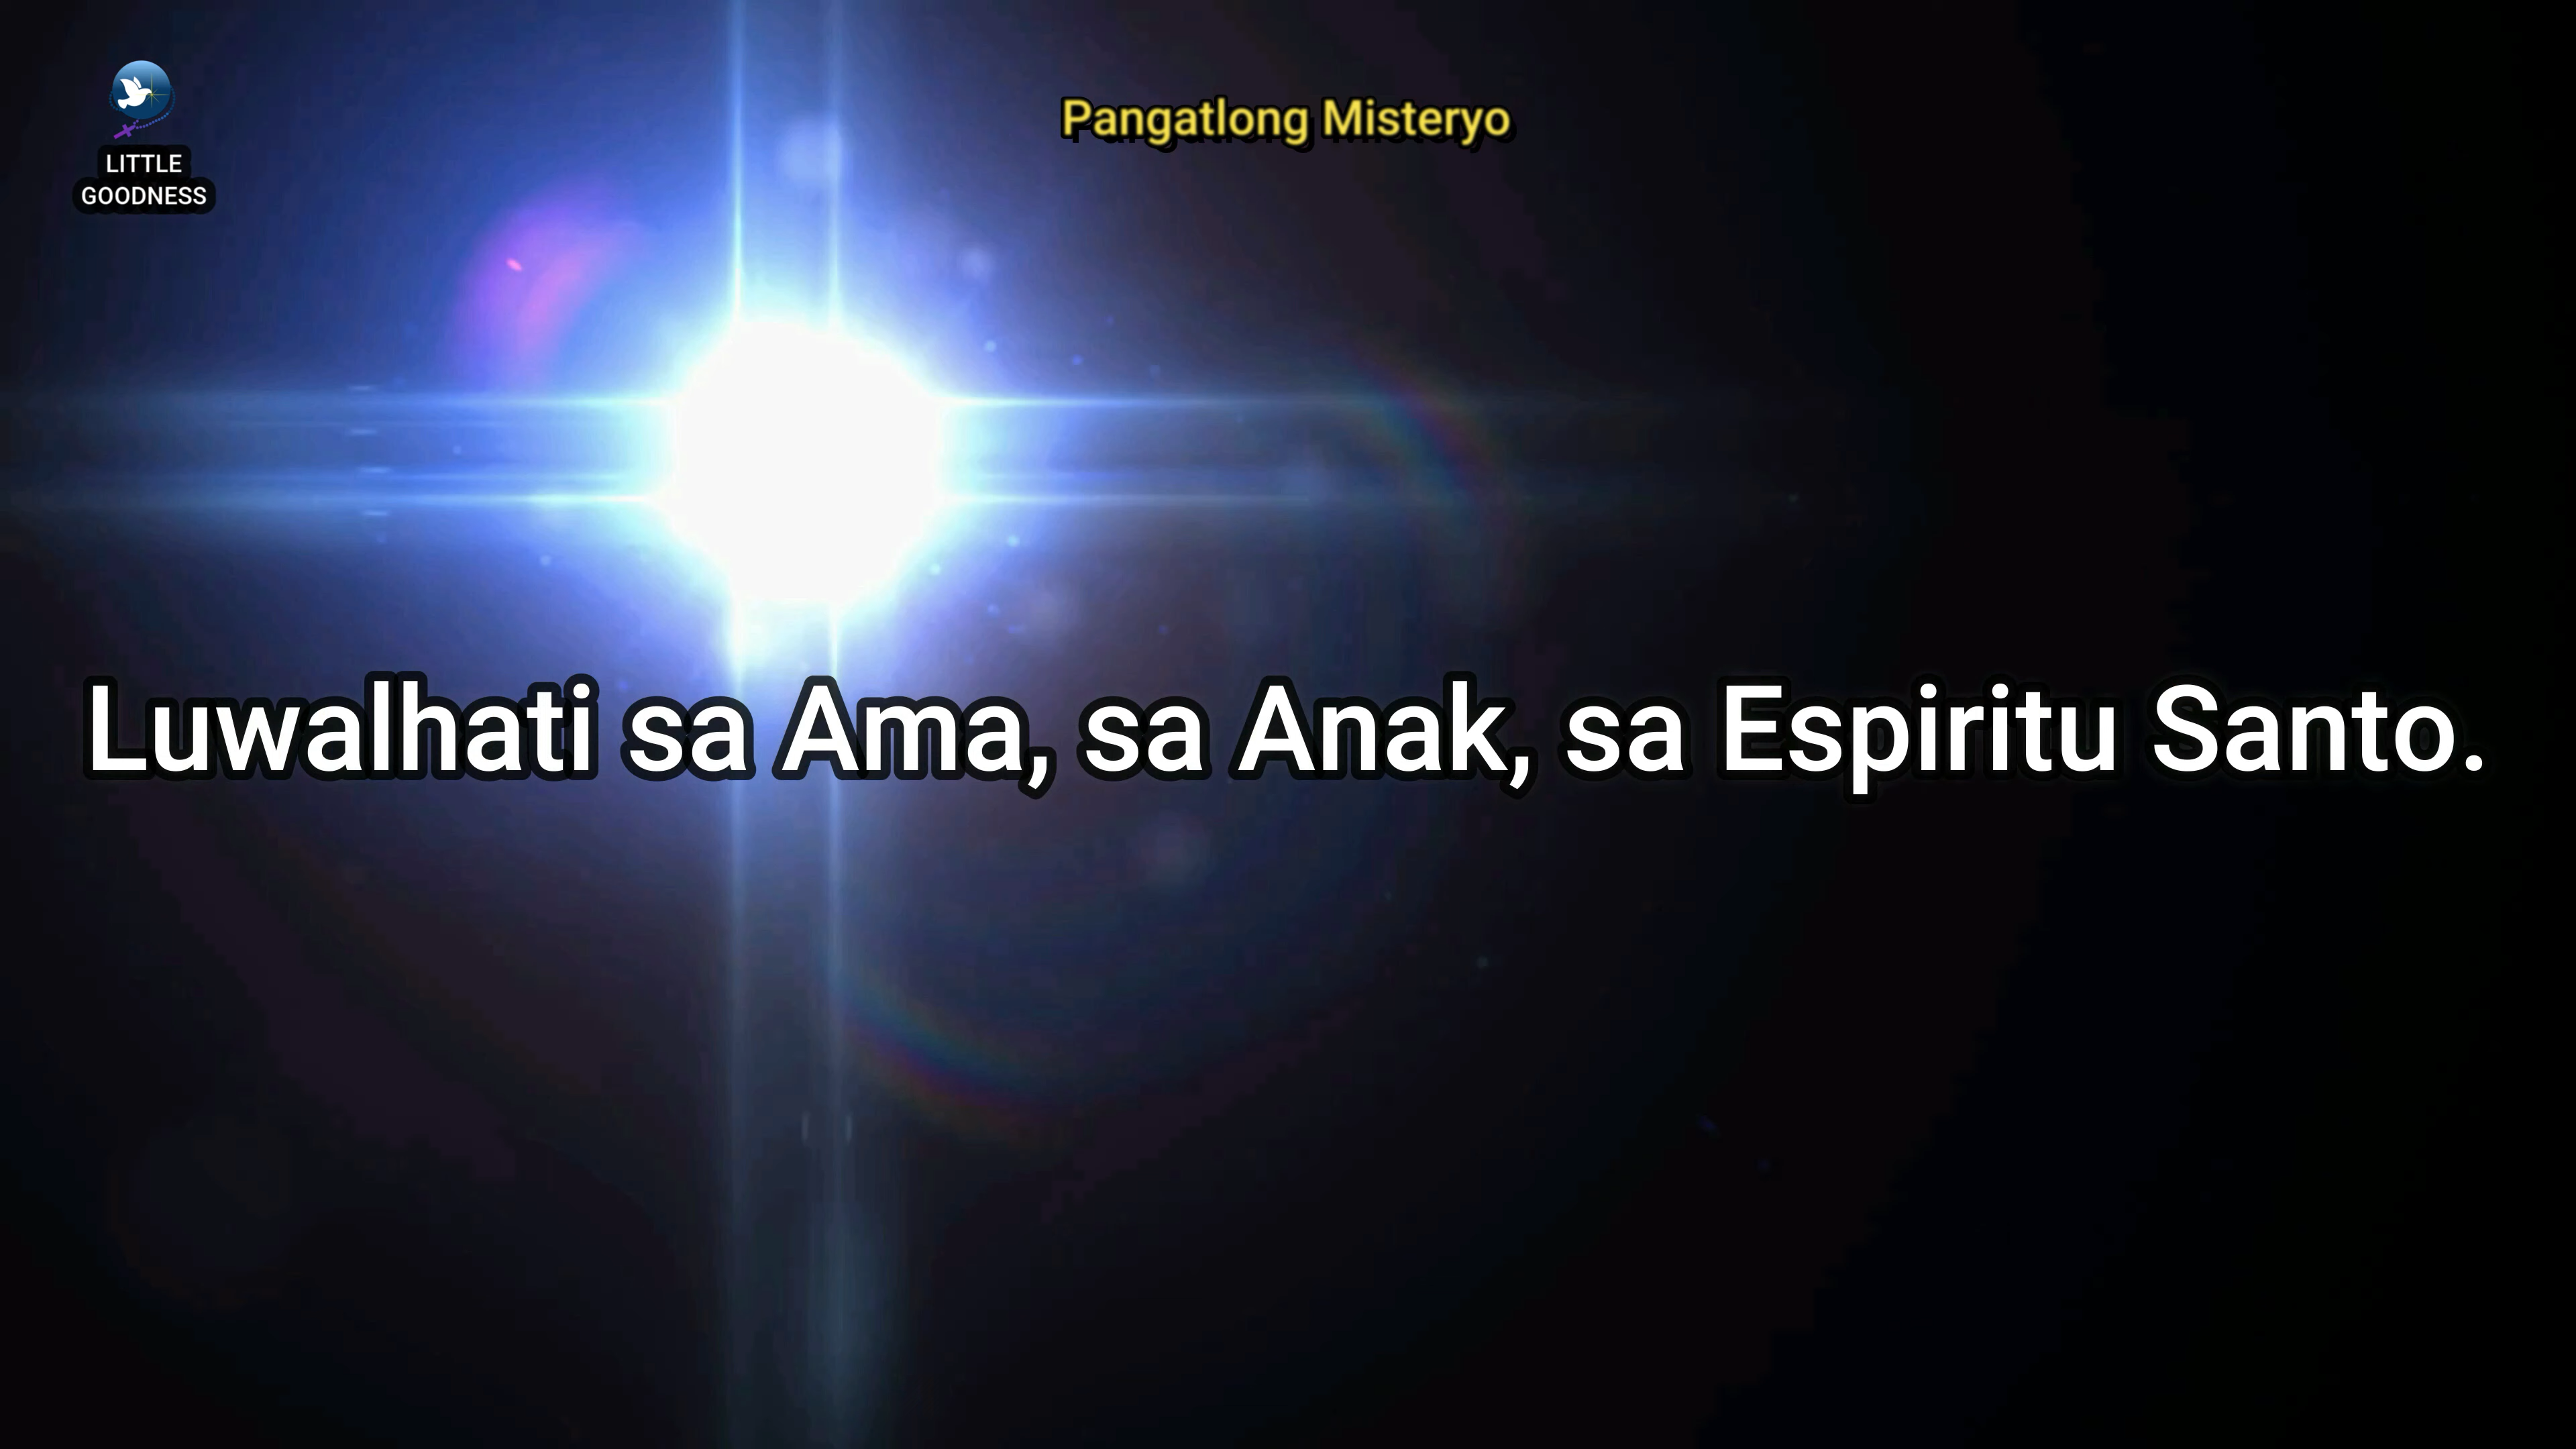 LITTLE
GOODNESS
Pangatlong Misteryo
Luwalhati sa Ama, sa Anak, sa Espiritu Santo.